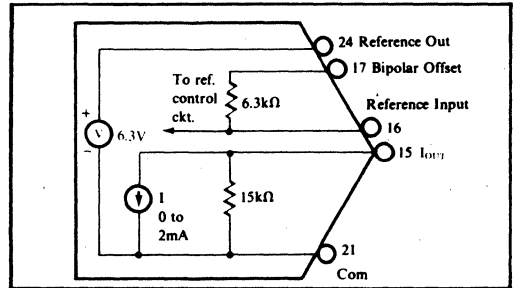 24 Reference Out
17 Bipolar Offset
To ref.
control
ckt.
6.3kΩ
Reference Input
16
+
V
6.3V
−
15 IOUT
I
0 to
2mA
15kΩ
21
Com